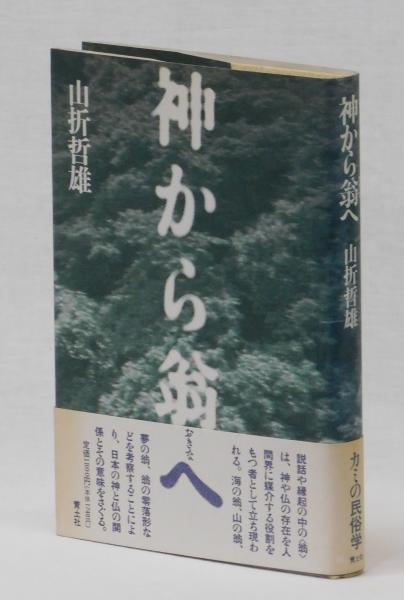 神から翁へ
おきな
山折哲雄
説話や縁起の中の〈翁〉
は、神や仏の存在を人
間界に媒介する役割を
もつ者として立ち現わ
れる。海の翁、山の翁、
夢の翁、翁の零落形な
どを考察することによ
り、日本の神と仏の関
係とその意味をさぐる。
青土社
神から翁へ
山折哲雄
カミの民俗学
青土社